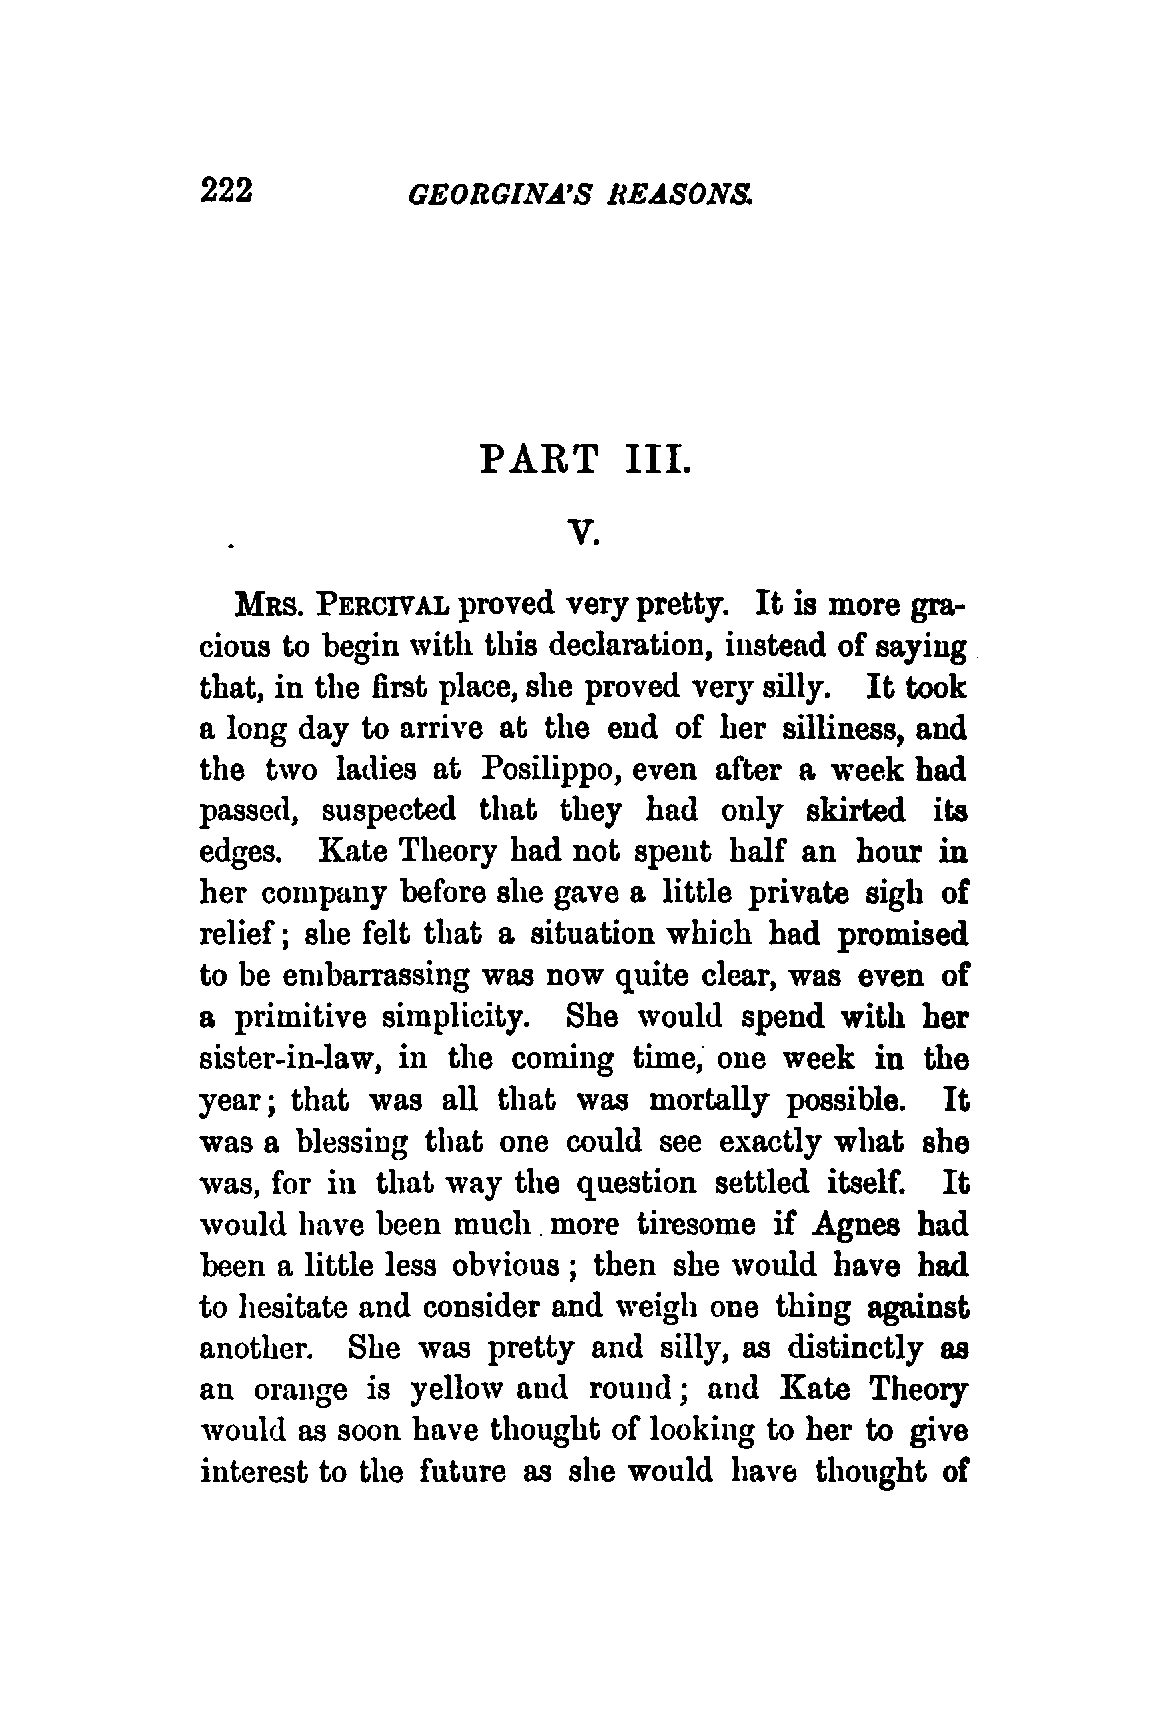 222 GEORGINA'S REASONS.
PART III.
V.
MRS. PERCIVAL proved very pretty. It is more gra-
cious to begin with this declaration, instead of saying
that, in the first place, she proved very silly. It took
a long day to arrive at the end of her silliness, and
the two ladies at Posilippo, even after a week had
passed, suspected that they had only skirted its
edges. Kate Theory had not spent half an hour in
her company before she gave a little private sigh of
relief; she felt that a situation which had promised
to be embarrassing was now quite clear, was even of
a primitive simplicity. She would spend with her
sister-in-law, in the coming time, one week in the
year; that was all that was mortally possible. It
was a blessing that one could see exactly what she
was, for in that way the question settled itself. It
would have been much more tiresome if Agnes had
been a little less obvious; then she would have had
to hesitate and consider and weigh one thing against
another. She was pretty and silly, as distinctly as
an orange is yellow and round; and Kate Theory
would as soon have thought of looking to her to give
interest to the future as she would have thought of